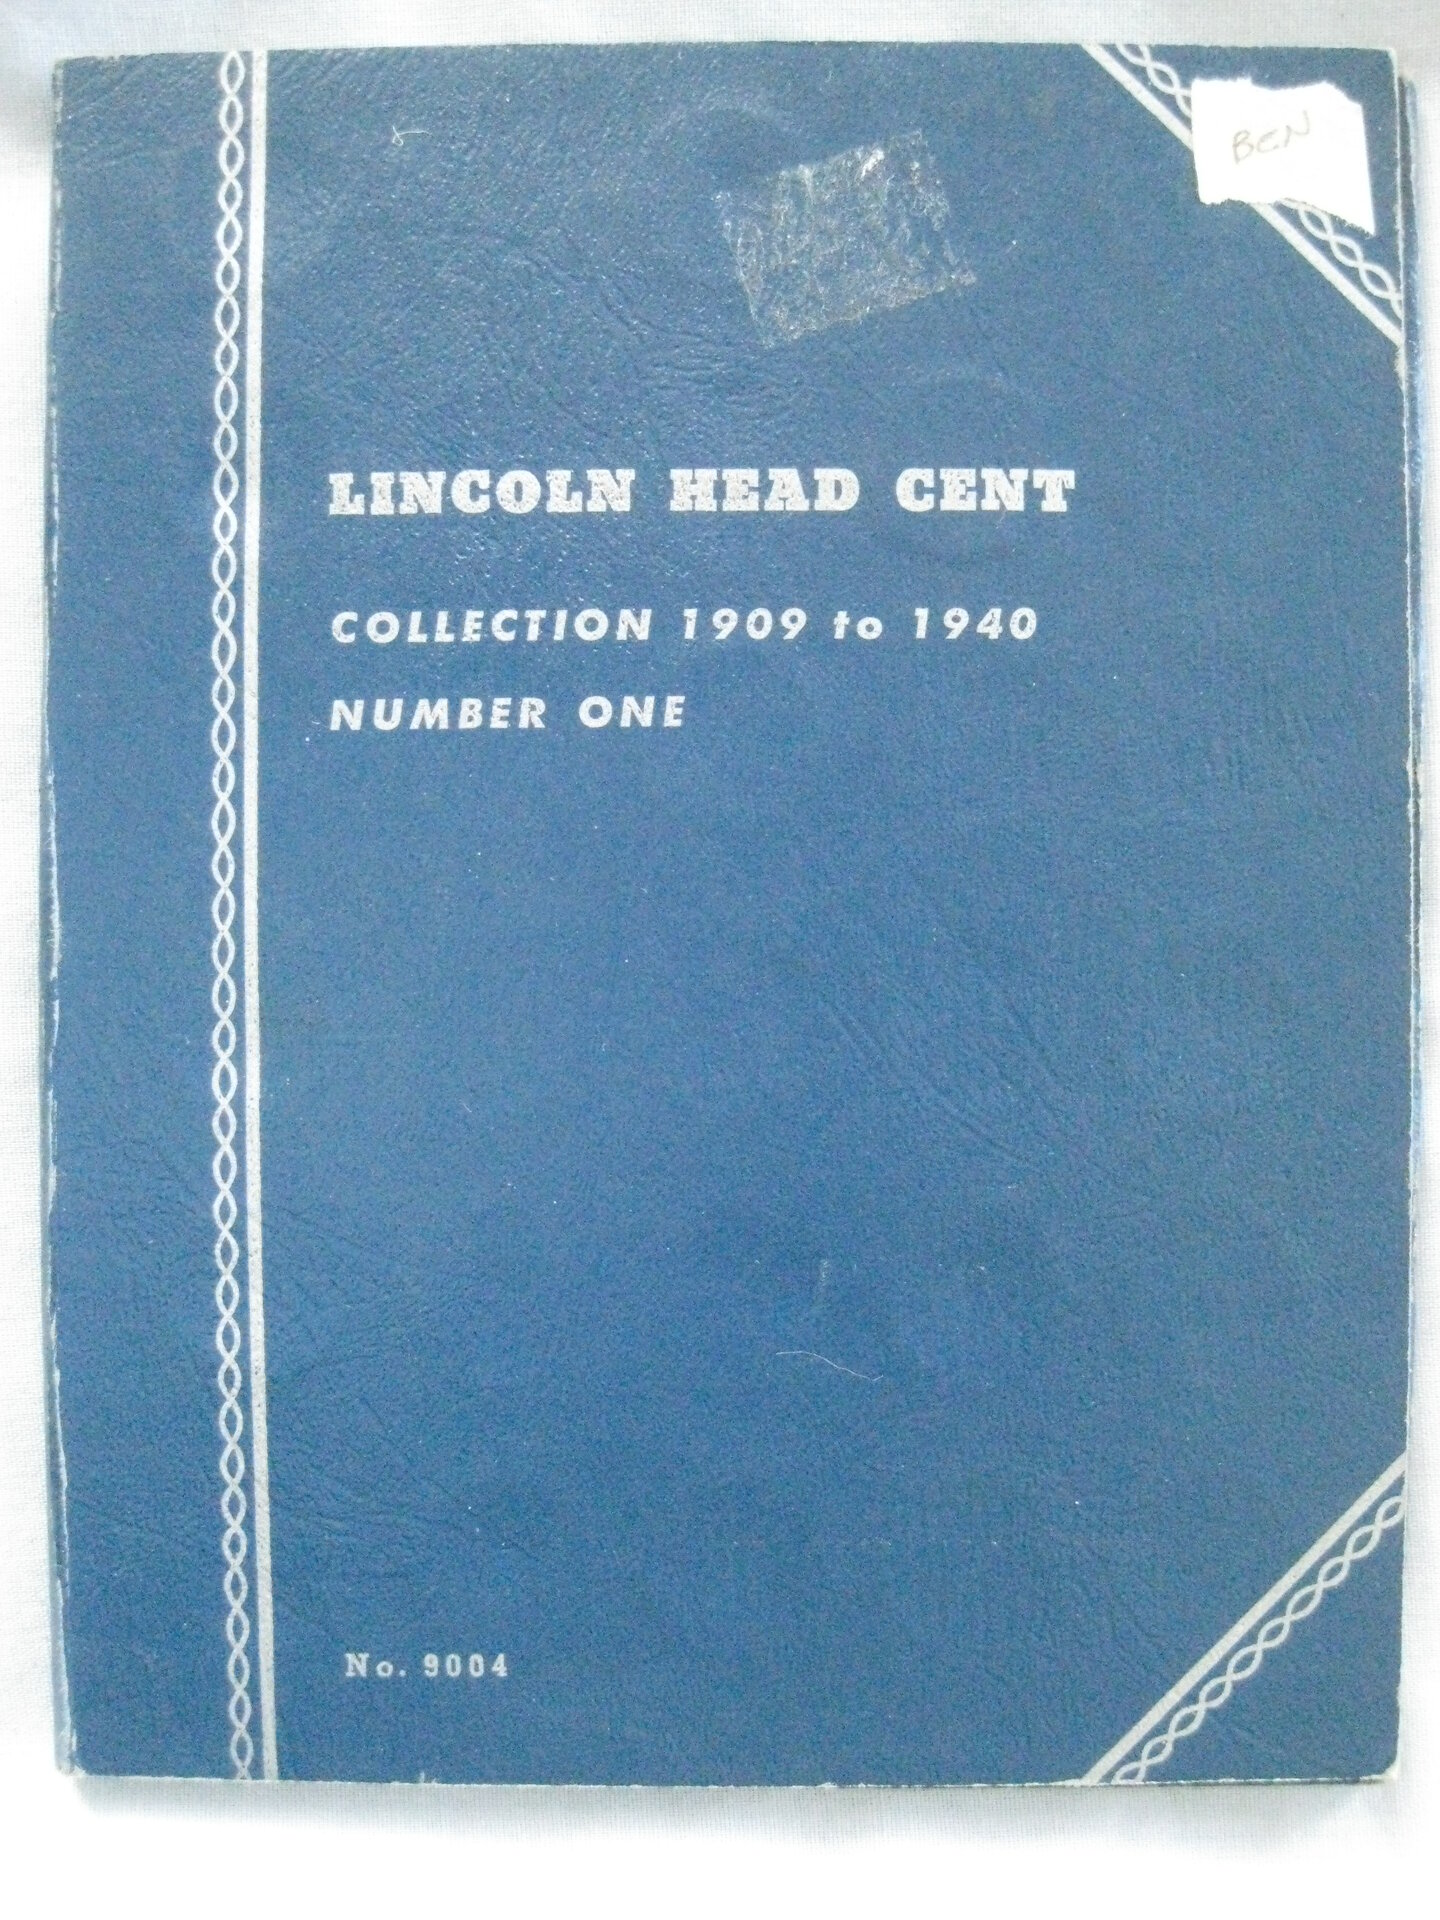 BEN
LINCOLN HEAD CENT
COLLECTION 1909 to 1940
NUMBER ONE
No. 9004